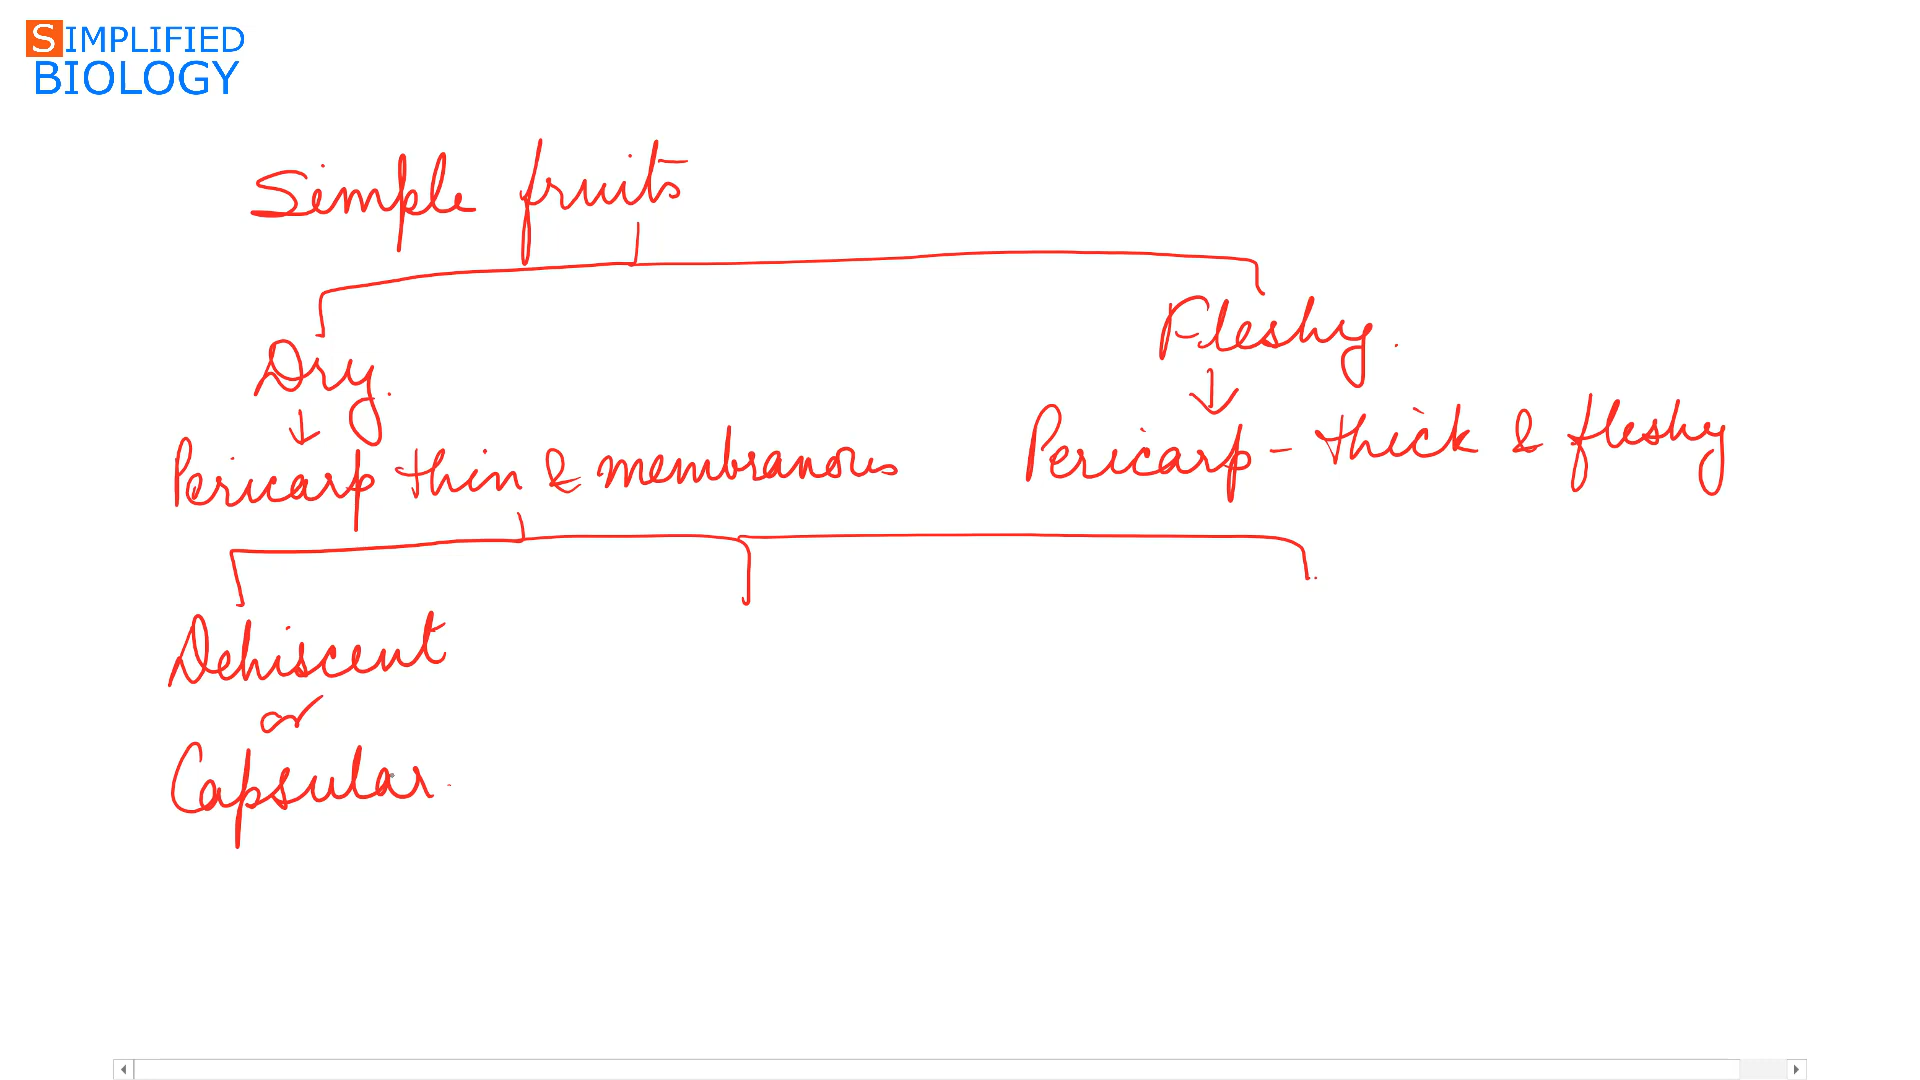 SIMPLIFIED
BIOLOGY
Simple fruits
Dry.
Fleshy.
Pericarp thin & membranous
Pericarp - thick & fleshy
Dehiscent
or
Capsular.